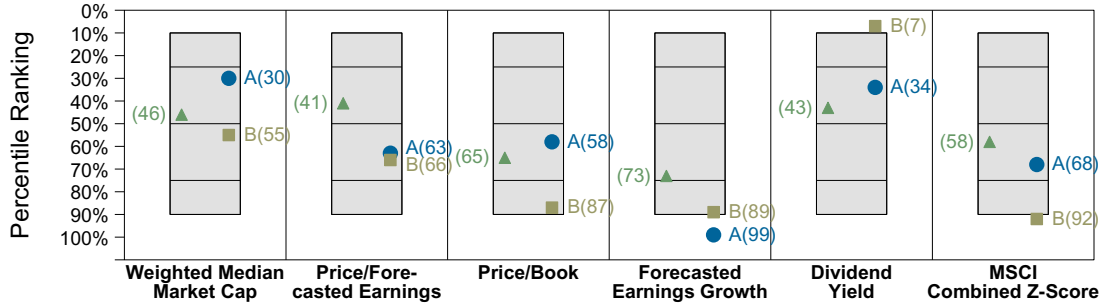 Percentile Ranking
0%
10%
20%
30%
40%
50%
60%
70%
80%
90%
100%
(46)
A(30)
B(55)
(41)
A(63)
B(66)
(65)
A(58)
B(87)
(73)
B(89)
A(99)
B(7)
A(34)
(43)
(58)
A(68)
B(92)
Weighted Median
Market Cap
Price/Fore-
casted Earnings
Price/Book
Forecasted
Earnings Growth
Dividend
Yield
MSCI
Combined Z-Score